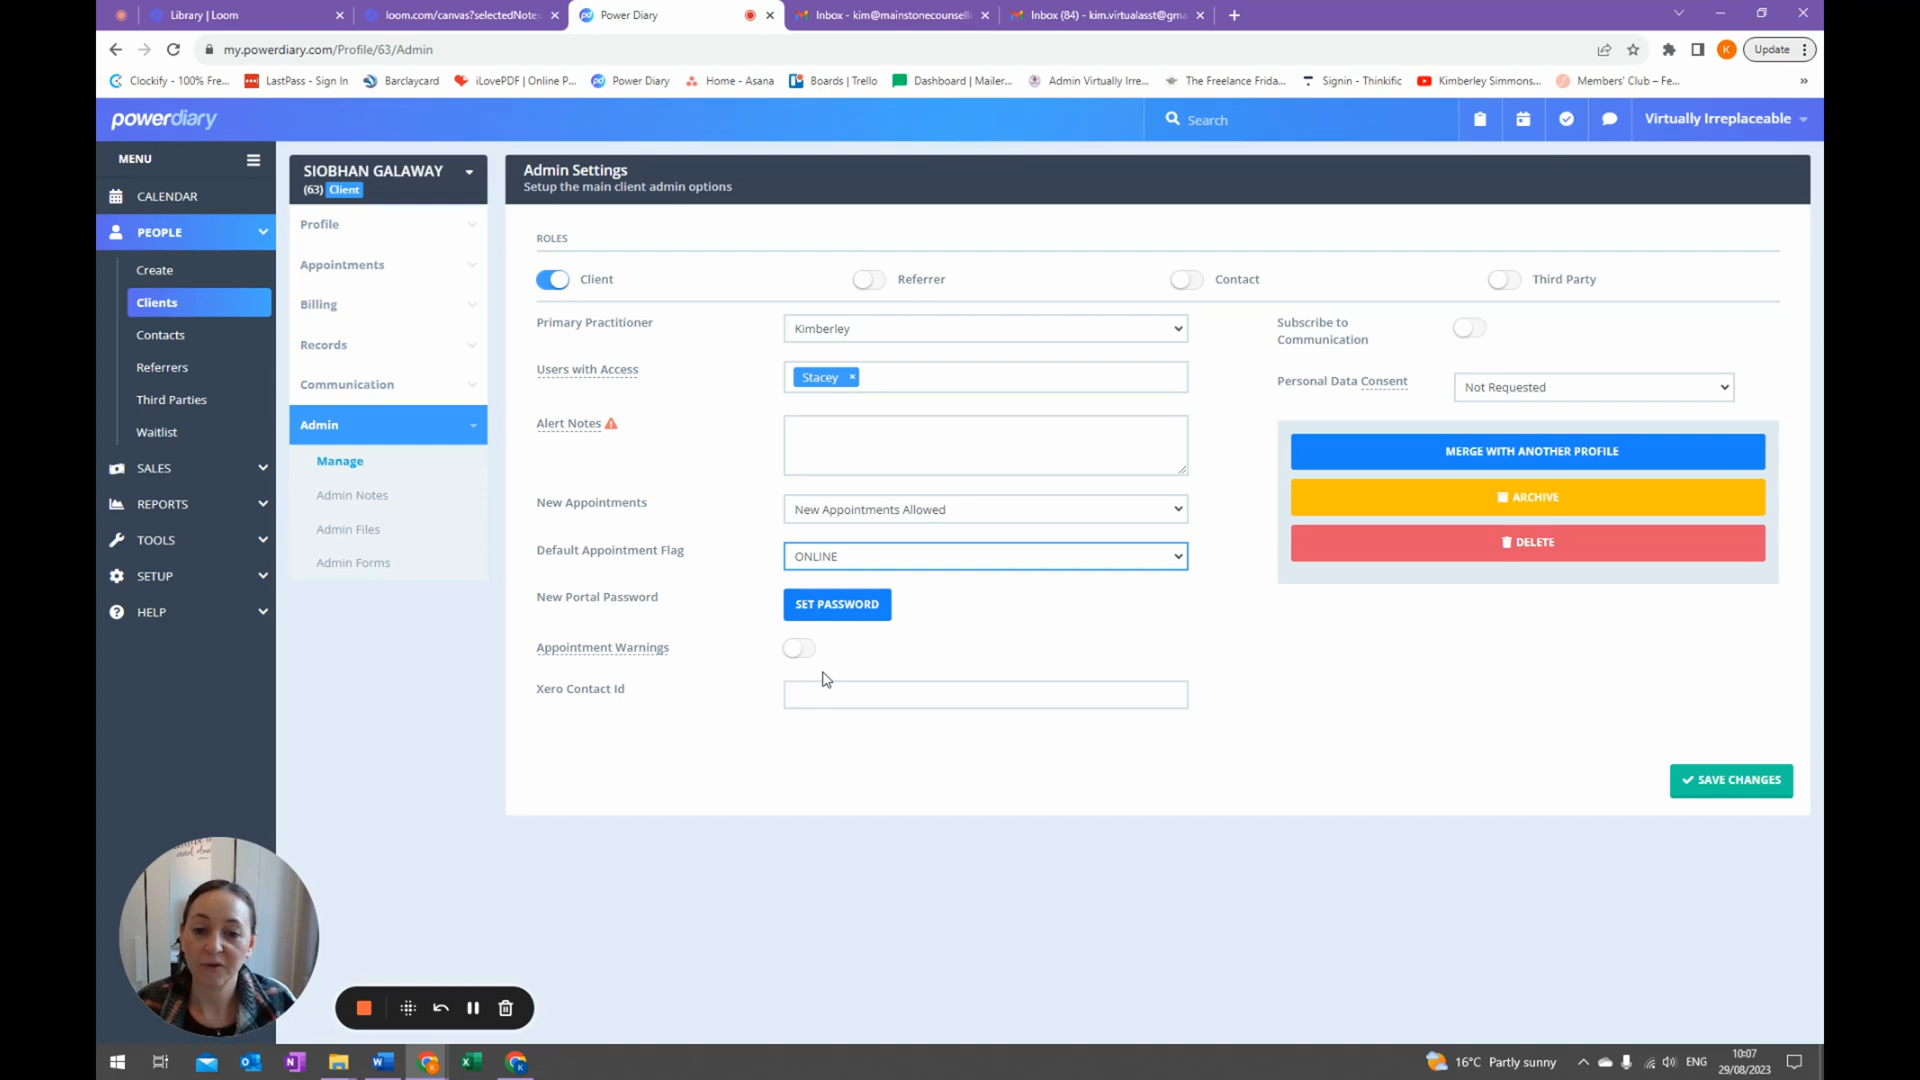 Library | Loom
loom.com/canvas?selectedNote=
Power Diary
Inbox - kim@mainstonecounselli
Inbox (84) - kim.virtualasst@gma
my.powerdiary.com/Profile/63/Admin
Update
Clockify - 100% Fre...
LastPass - Sign In
Barclaycard
iLovePDF | Online P...
Power Diary
Home - Asana
Boards | Trello
Dashboard | Mailer...
Admin Virtually Irre...
The Freelance Frida...
Signin - Thinkific
Kimberley Simmons...
Members' Club – Fe...
powerdiary
Search
Virtually Irreplaceable
MENU
CALENDAR
PEOPLE
Create
Clients
Contacts
Referrers
Third Parties
Waitlist
SALES
REPORTS
TOOLS
SETUP
HELP
SIOBHAN GALAWAY
(63) Client
Profile
Appointments
Billing
Records
Communication
Admin
Manage
Admin Notes
Admin Files
Admin Forms
Admin Settings
Setup the main client admin options
ROLES
Client
Referrer
Contact
Third Party
Primary Practitioner
Kimberley
Users with Access
Stacey ×
Alert Notes
New Appointments
New Appointments Allowed
Default Appointment Flag
ONLINE
New Portal Password
SET PASSWORD
Appointment Warnings
Xero Contact Id
Subscribe to
Communication
Personal Data Consent
Not Requested
MERGE WITH ANOTHER PROFILE
ARCHIVE
DELETE
SAVE CHANGES
16°C Partly sunny
ENG
10:07
29/08/2023